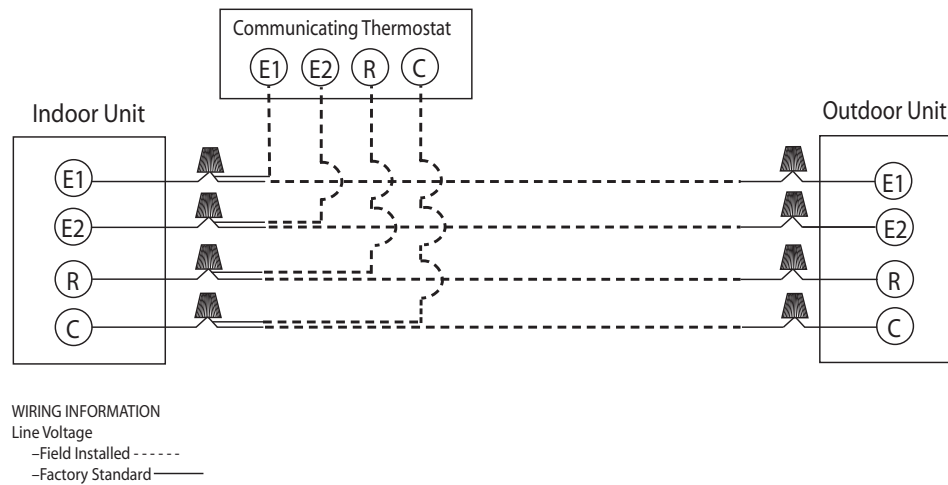 Communicating Thermostat
E1 E2 R C
Indoor Unit
Outdoor Unit
E1 E1
E2 E2
R R
C C
WIRING INFORMATION
Line Voltage
–Field Installed ------
–Factory Standard